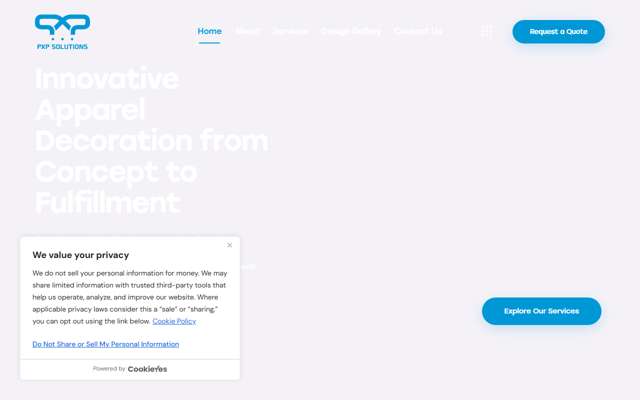 PXP SOLUTIONS
Home About Services Design Gallery Contact Us
Request a Quote
Innovative
Apparel
Decoration from
Concept to
Fulfillment
We value your privacy
We do not sell your personal information for money. We may
share limited information with trusted third-party tools that
help us operate, analyze, and improve our website. Where
applicable privacy laws consider this a “sale” or “sharing,”
you can opt out using the link below. Cookie Policy
Do Not Share or Sell My Personal Information
Powered by CookieYes
Explore Our Services